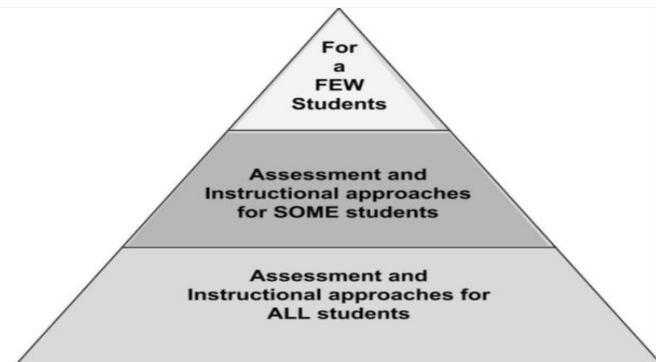 For
a
FEW
Students
Assessment and
Instructional approaches
for SOME students
Assessment and
Instructional approaches for
ALL students